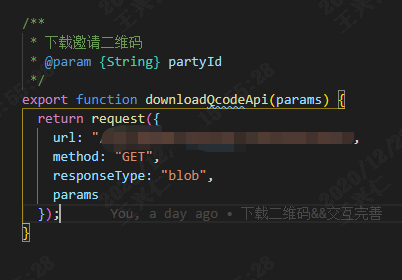 /**
* 下载邀请二维码
* @param {String} partyId
*/
export function downloadQcodeApi(params) {
return request({
url: "/
method: "GET",
responseType: "blob",
params
});
You, a day ago • 下载二维码&&交互完善
}